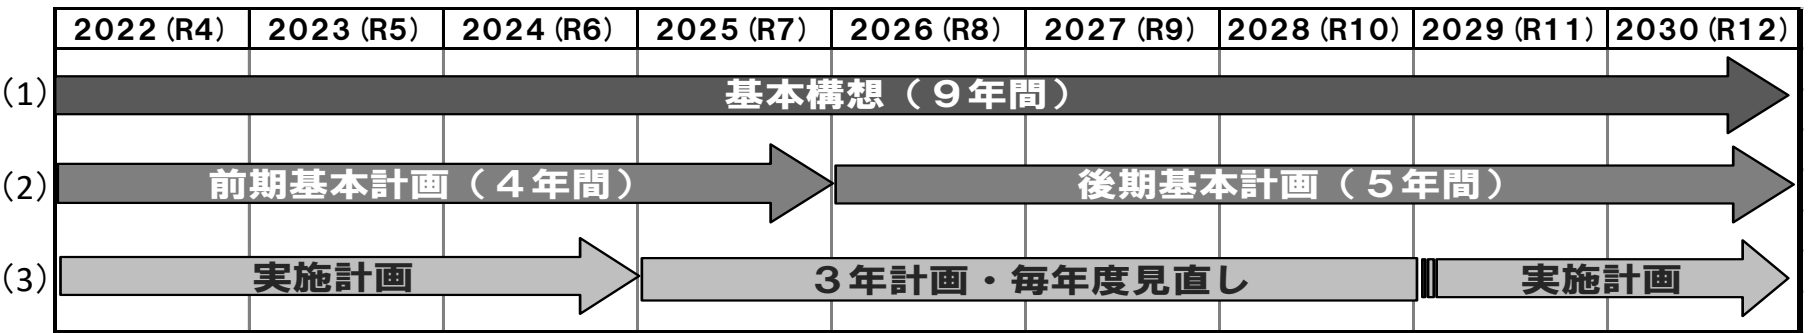 2022(R4) 2023(R5) 2024(R6) 2025(R7) 2026(R8) 2027(R9) 2028(R10) 2029(R11) 2030(R12)
(1) 基本構想(9年間)
(2) 前期基本計画(4年間) 後期基本計画(5年間)
(3) 実施計画 3年計画・毎年度見直し 実施計画